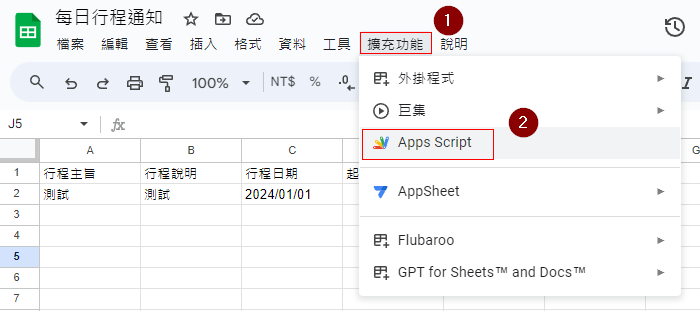 每日行程通知
1
檔案 編輯 查看 插入 格式 資料 工具 擴充功能 說明
100% NT$ % .0 I
外掛程式
J5 fx
巨集
2
Apps Script
A B C G
1 行程主旨 行程說明 行程日期 起
2 測試 測試 2024/01/01
AppSheet
3
4
Flubaroo
5
GPT for Sheets™ and Docs™
6
7